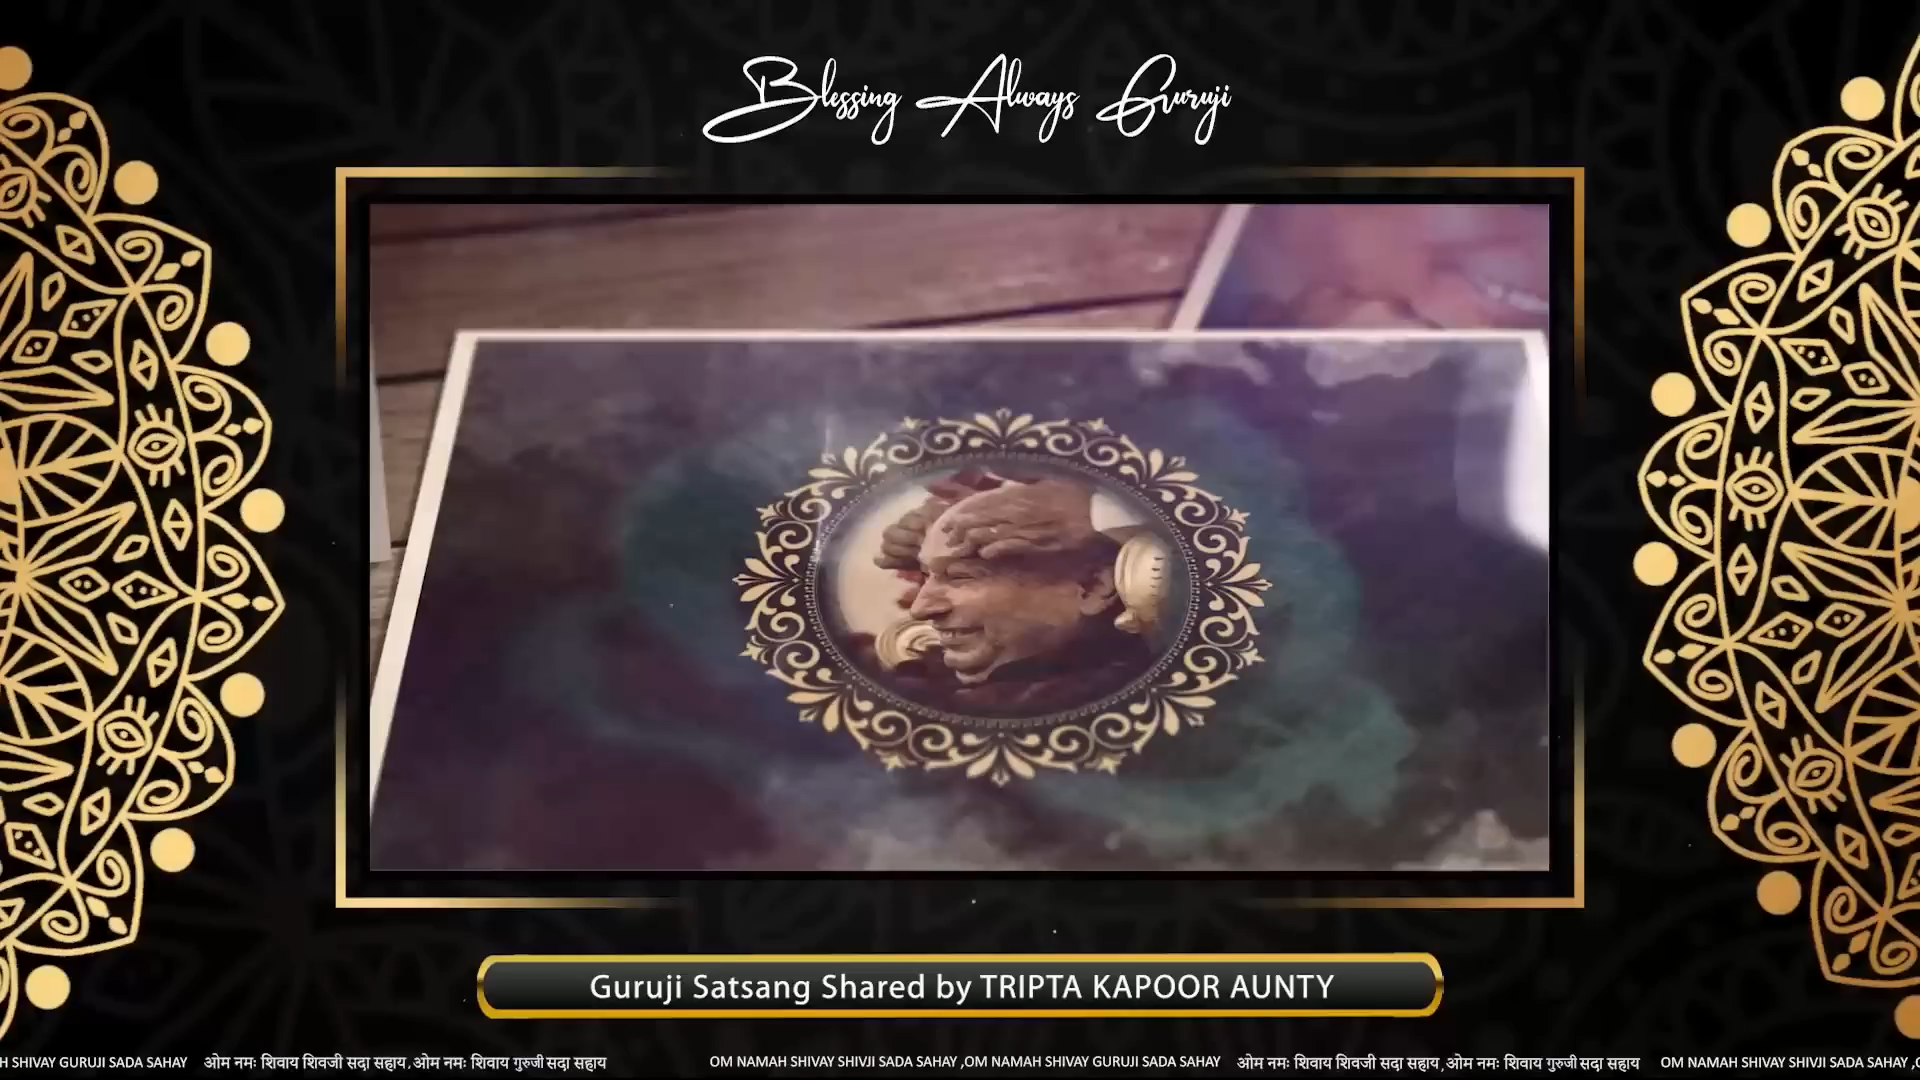 Blessing Always Guruji
Guruji Satsang Shared by TRIPTA KAPOOR AUNTY
H SHIVAY GURUJI SADA SAHAY ओम नमः शिवाय शिवजी सदा सहाय,ओम नमः शिवाय गुरुजी सदा सहाय OM NAMAH SHIVAY SHIVJI SADA SAHAY ,OM NAMAH SHIVAY GURUJI SADA SAHAY ओम नमः शिवाय शिवजी सदा सहाय,ओम नमः शिवाय गुरुजी सदा सहाय OM NAMAH SHIVAY SHIVJI SADA SAHAY ,